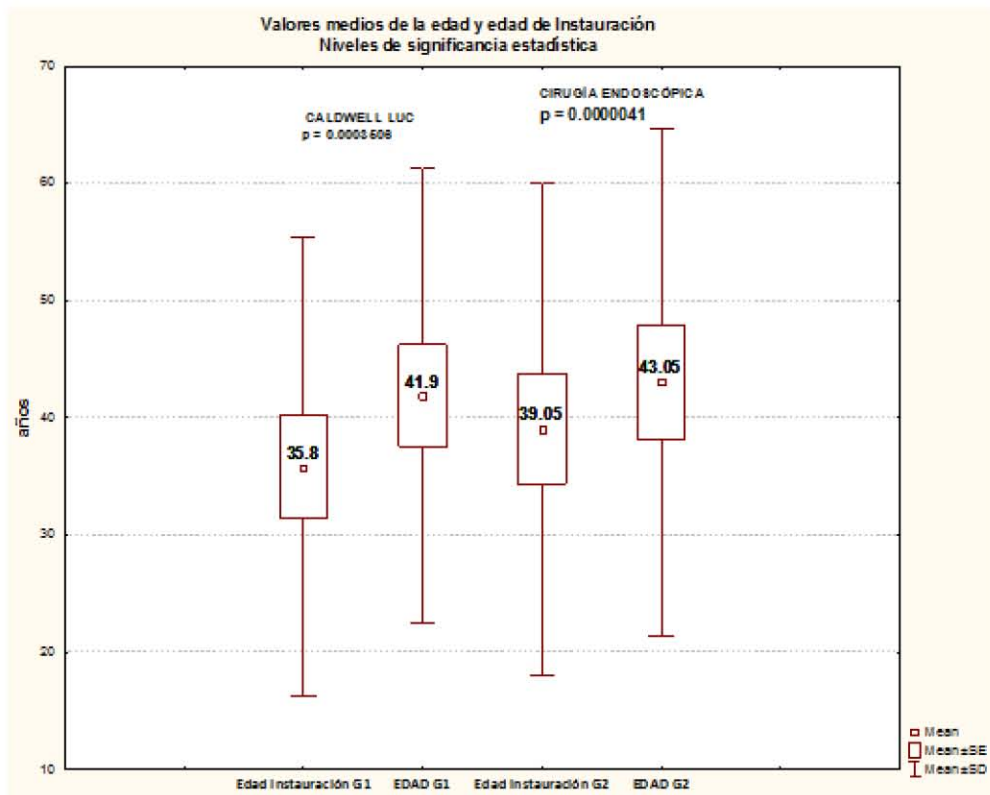 Valores medios de la edad y edad de Instauración
Niveles de significancia estadística
70
CIRUGÍA ENDOSCÓPICA
p = 0.0000041
CALDWELL LUC
p = 0.0003506
60
50
43.05
41.9
39.05
40
35.8
años
30
20
10
Edad Instauración G1 EDAD G1 Edad Instauración G2 EDAD G2
Mean
Mean±SE
Mean±SD